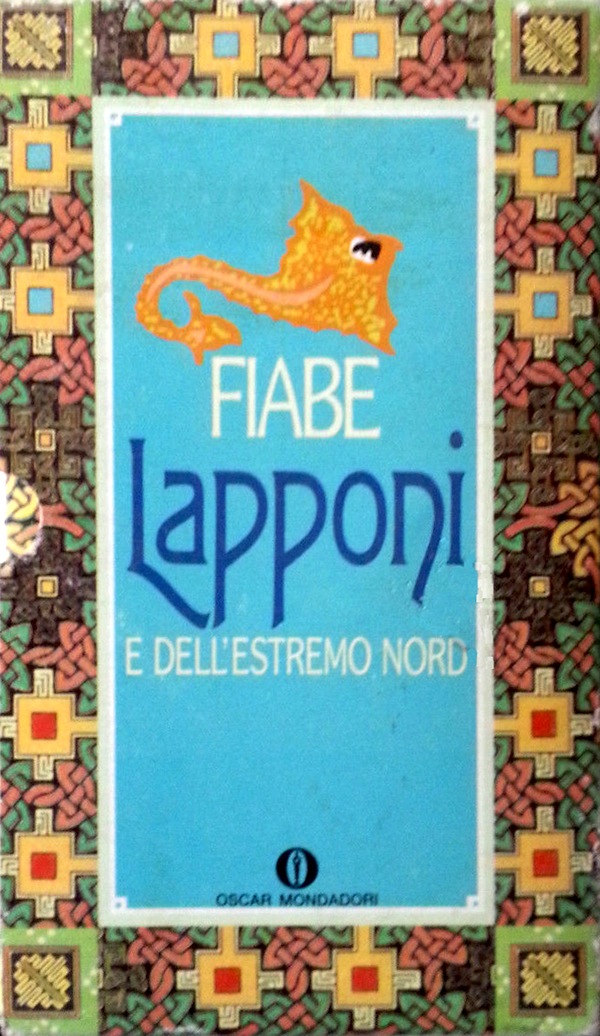 FIABE
Lapponi
E DELL'ESTREMO NORD
OSCAR MONDADORI